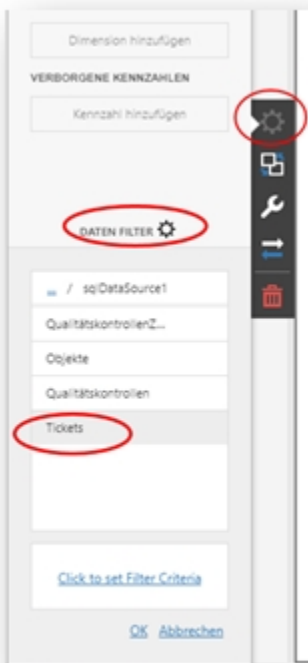 Dimension hinzufügen
VERBORGENE KENNZAHLEN
Kennzahl hinzufügen
DATEN FILTER
... / sqlDataSource1
QualitätskontrollenZ...
Objekte
Qualitätskontrollen
Tickets
Click to set Filter Criteria
OK Abbrechen